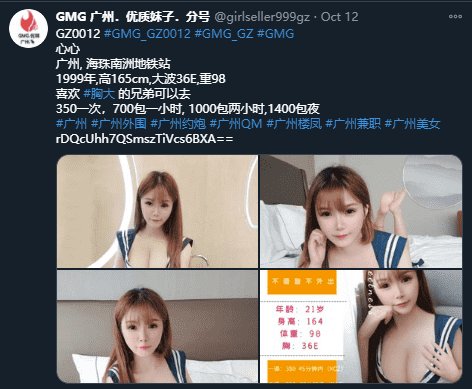 GMG 广州．优质妹子．分号 @girlseller999gz · Oct 12
GZ0012 #GMG_GZ0012 #GMG_GZ #GMG
心心
广州, 海珠南洲地铁站
1999年,高165cm,大波36E,重98
喜欢 #胸大 的兄弟可以去
350一次，700包一小时, 1000包两小时,1400包夜
#广州 #广州外围 #广州约炮 #广州QM #广州楼凤 #广州兼职 #广州美女
rDQcUhh7QSmszTiVcs6BXA==
GMG 优质
广州
年龄: 21岁
身高: 164
体重: 90
胸: 36E